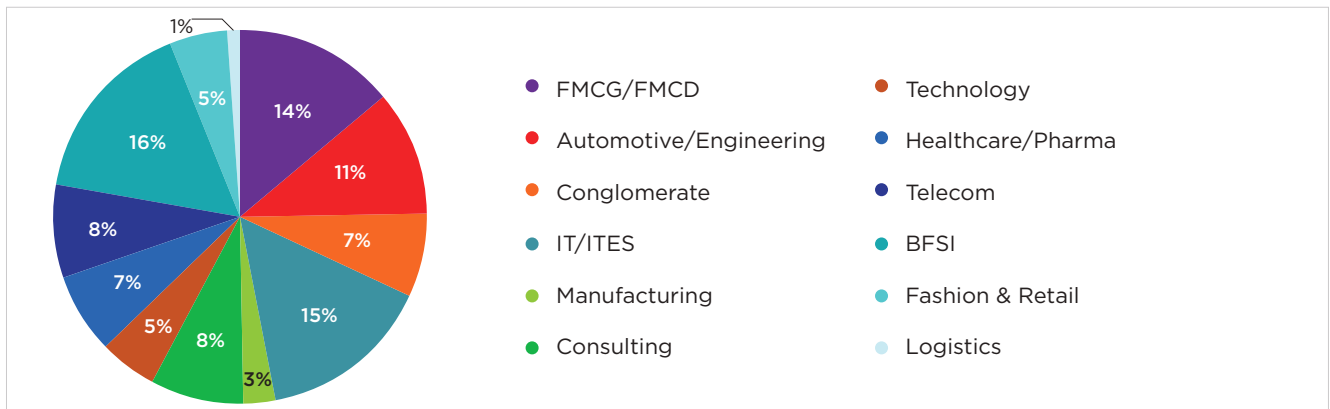 1%
5%
14%
16%
11%
8%
7%
7%
5%
15%
8%
3%
FMCG/FMCD
Automotive/Engineering
Conglomerate
IT/ITES
Manufacturing
Consulting
Technology
Healthcare/Pharma
Telecom
BFSI
Fashion & Retail
Logistics